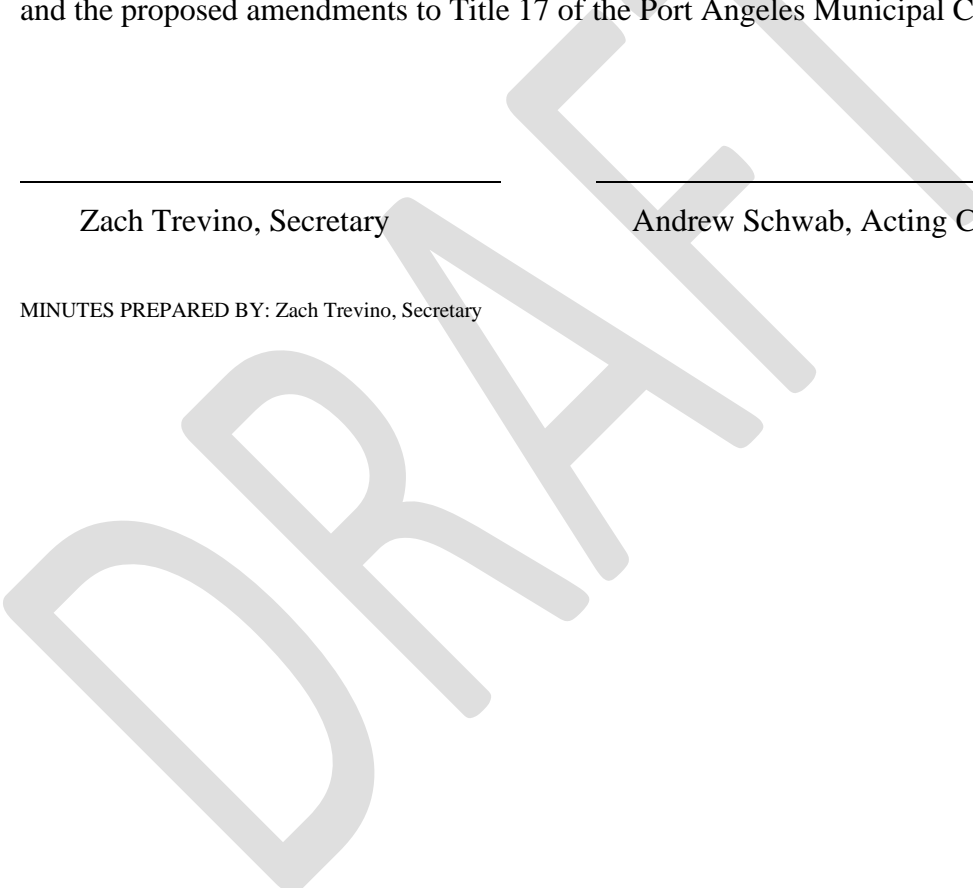 and the proposed amendments to Title 17 of the Port Angeles Municipal C
Zach Trevino, Secretary Andrew Schwab, Acting C
MINUTES PREPARED BY: Zach Trevino, Secretary
DRAFT